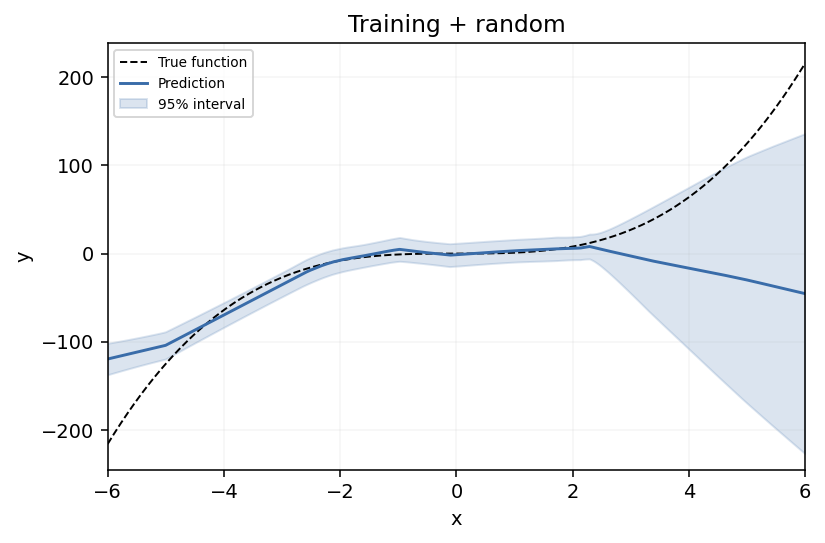 Training + random
True function
Prediction
95% interval
200
100
0
−100
−200
y
−6
−4
−2
0
2
4
6
x